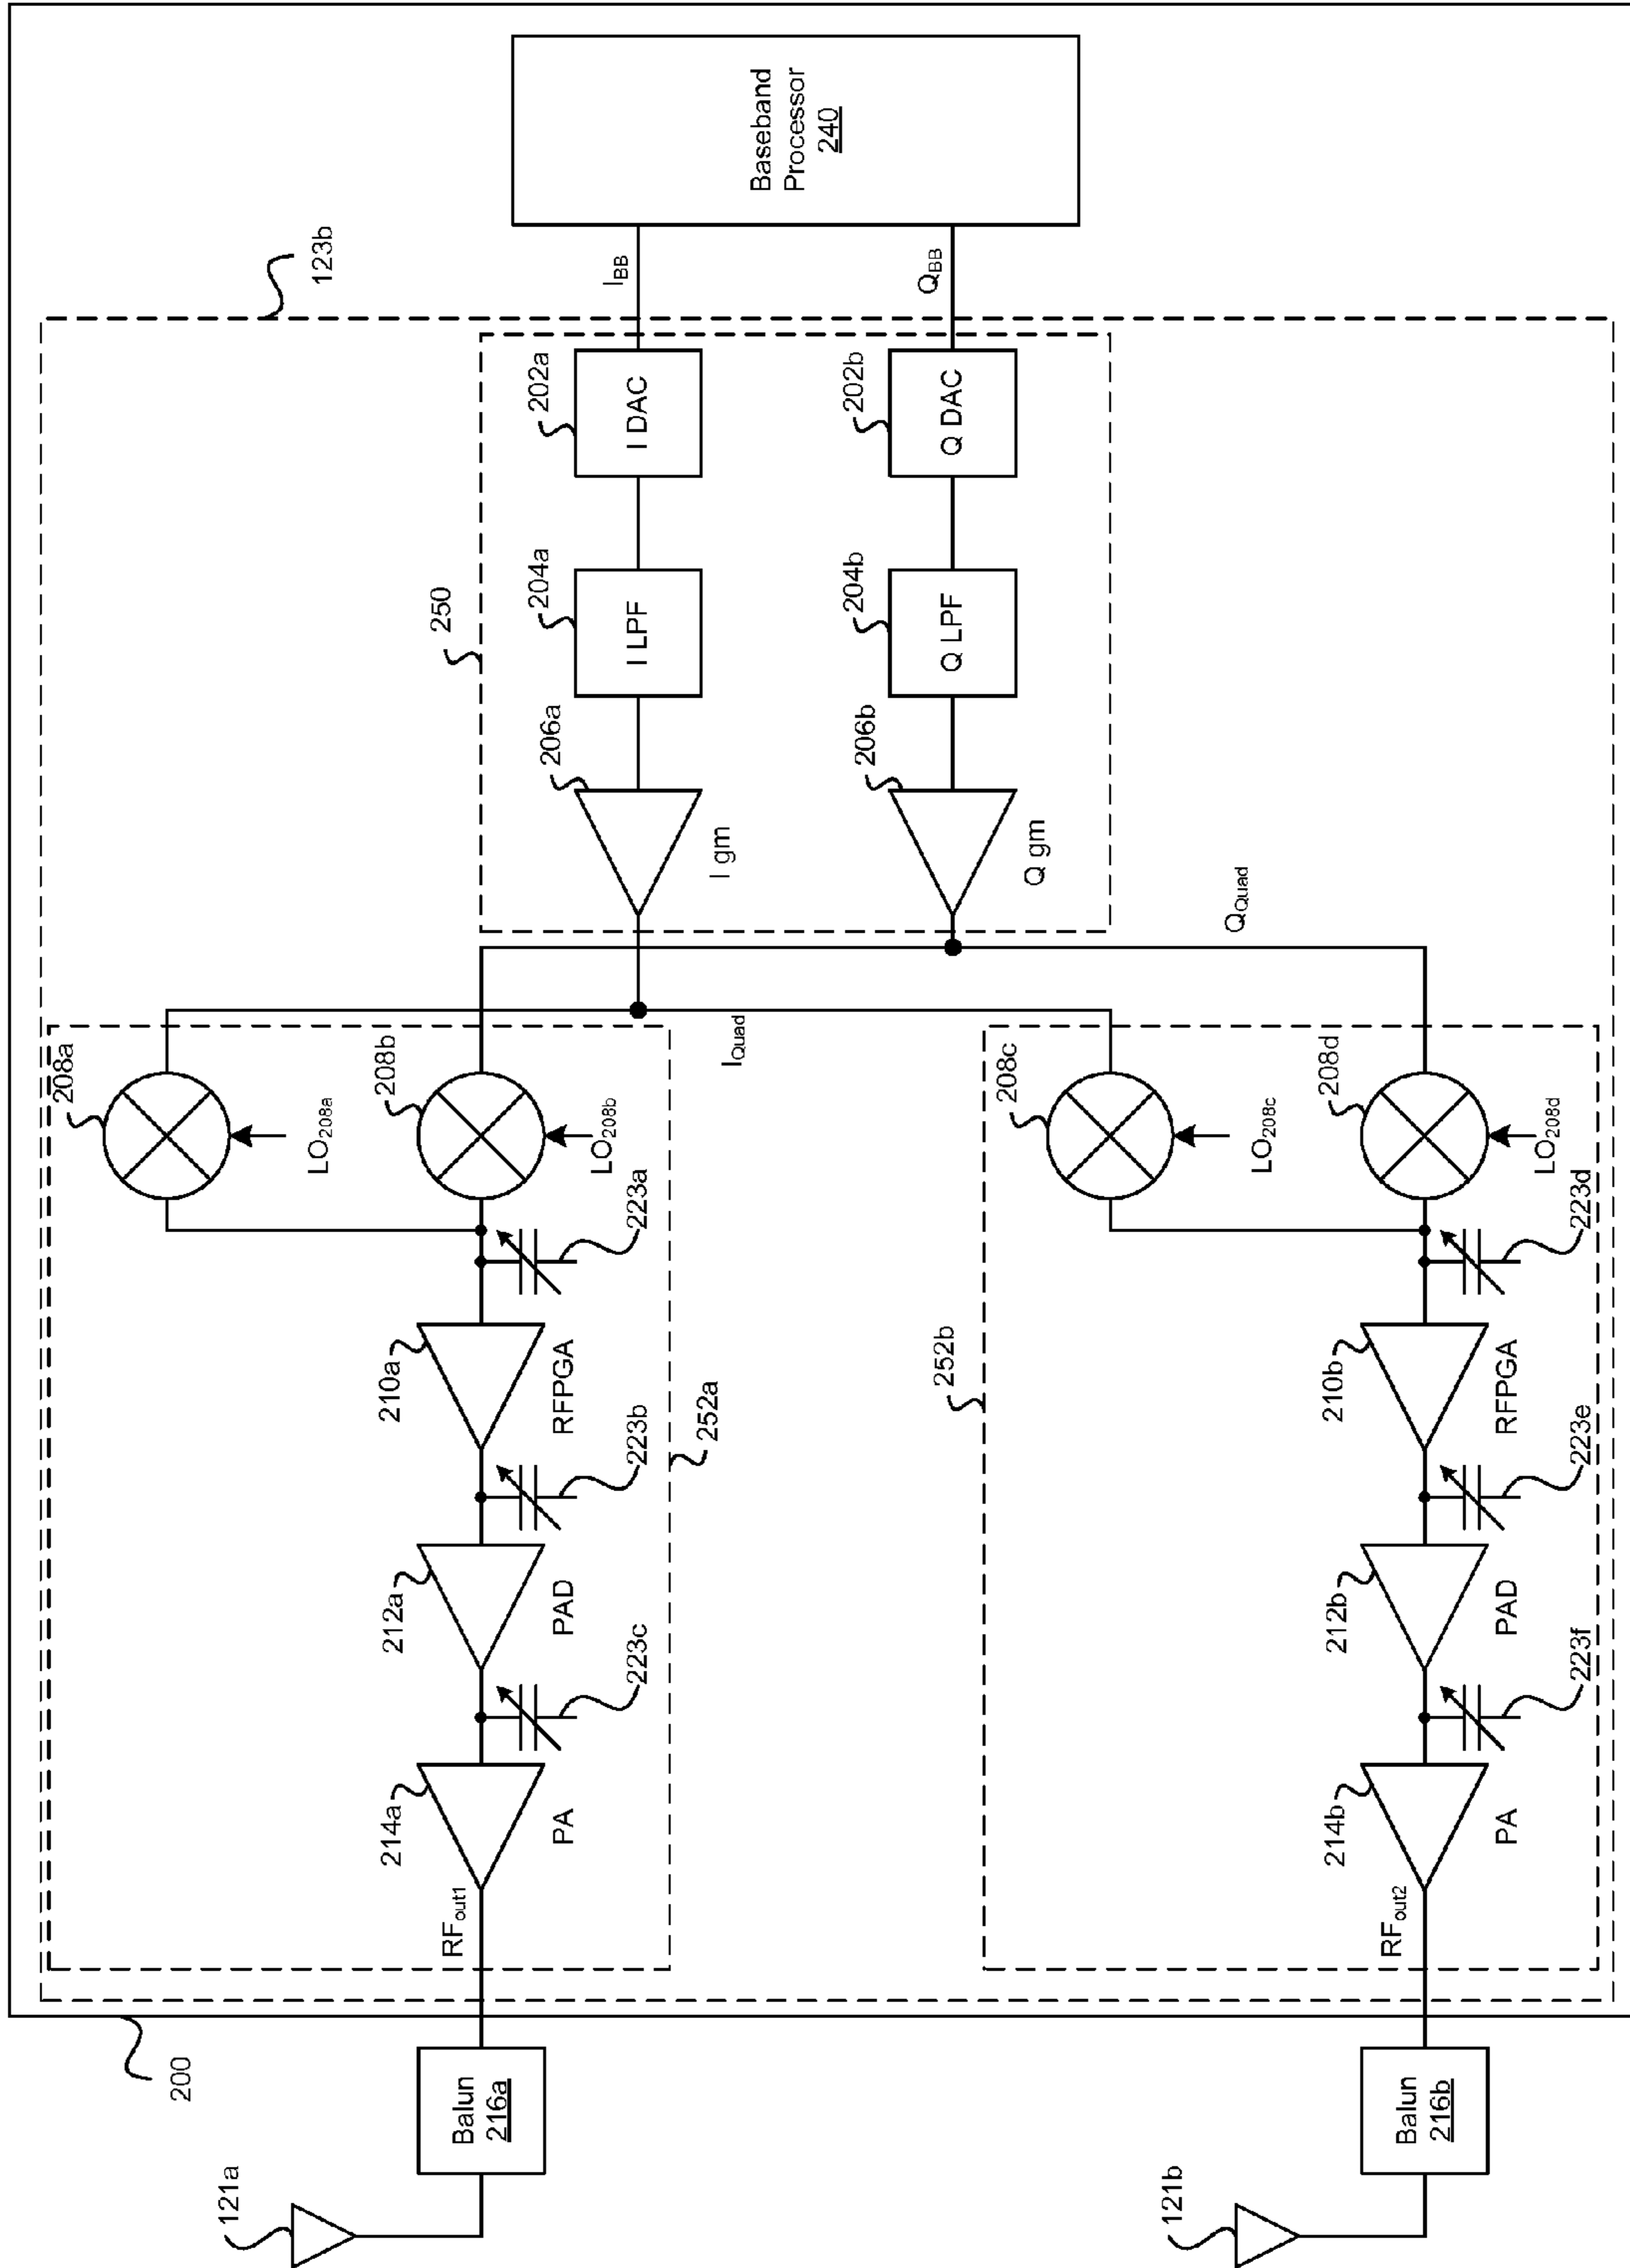 200
123b
121a
Balun
216a
RFout1
214a
PA
223c
212a
PAD
223b
210a
RFPGA
223a
252a
208a
LO208a
208b
LO208b
IQuad
250
206a
I gm
204a
I LPF
202a
I DAC
IBB
206b
Q gm
204b
Q LPF
202b
Q DAC
QBB
QQuad
Baseband
Processor
240
121b
Balun
216b
RFout2
214b
PA
223f
212b
PAD
223e
210b
RFPGA
223d
252b
208c
LO208c
208d
LO208d